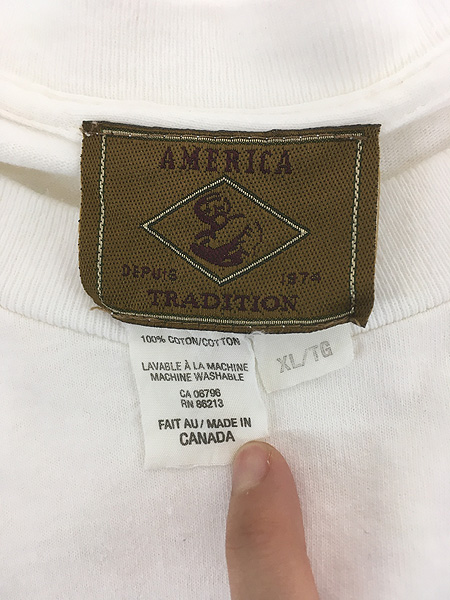 AMERICA
DEPUIS 1974
TRADITION
100% COTON/COTTON
XL/TG
LAVABLE À LA MACHINE
MACHINE WASHABLE
CA 06796
RN 86213
FAIT AU/MADE IN
CANADA